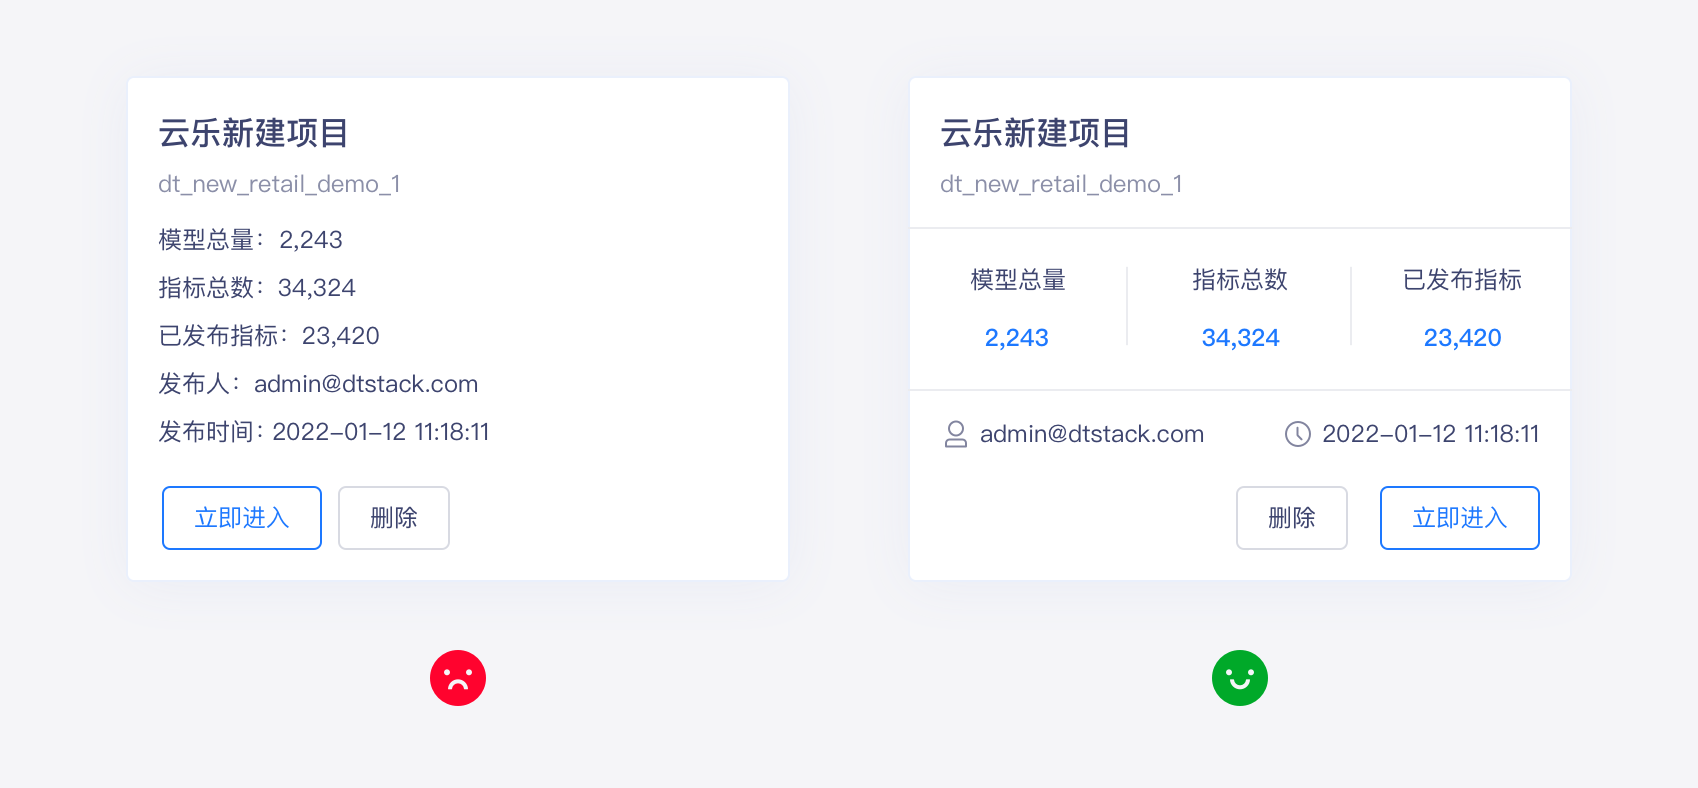 云乐新建项目
dt_new_retail_demo_1
模型总量：2,243
指标总数：34,324
已发布指标：23,420
发布人：admin@dtstack.com
发布时间：2022-01-12 11:18:11
立即进入 删除
云乐新建项目
dt_new_retail_demo_1
模型总量 指标总数 已发布指标
2,243 34,324 23,420
admin@dtstack.com 2022-01-12 11:18:11
删除 立即进入